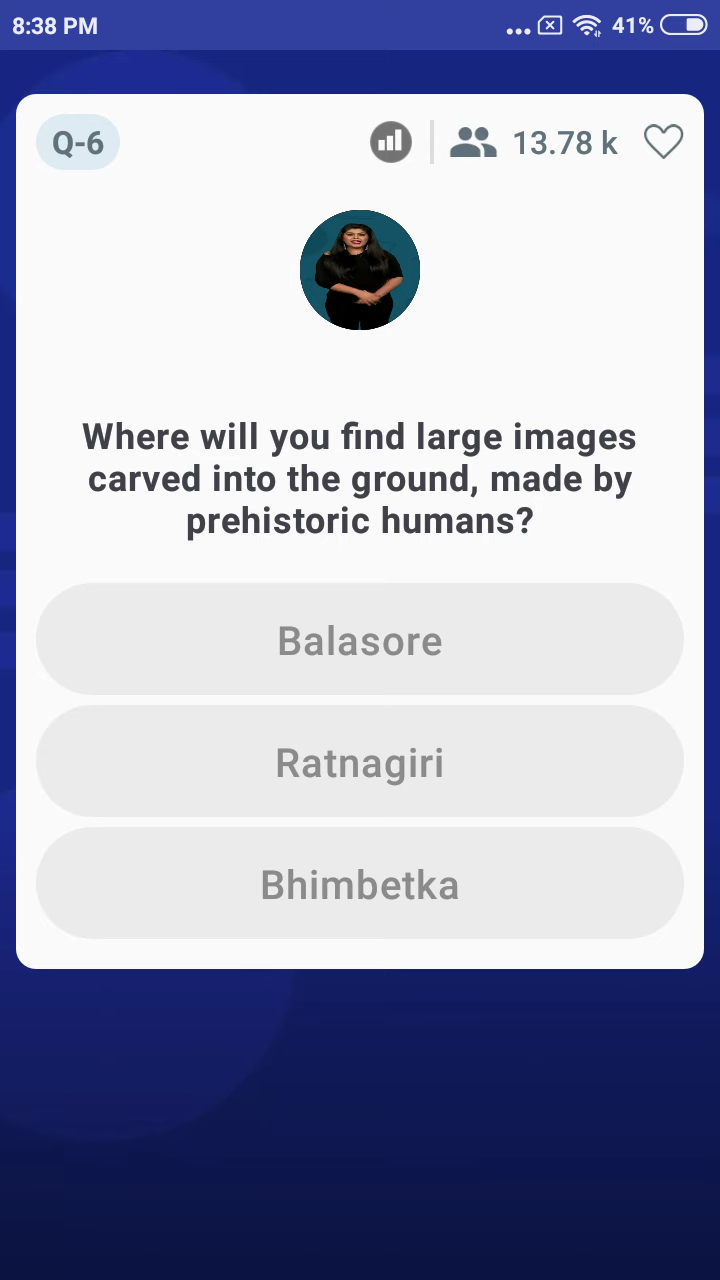 8:38 PM
41%
Q-6
13.78 k
Where will you find large images
carved into the ground, made by
prehistoric humans?
Balasore
Ratnagiri
Bhimbetka